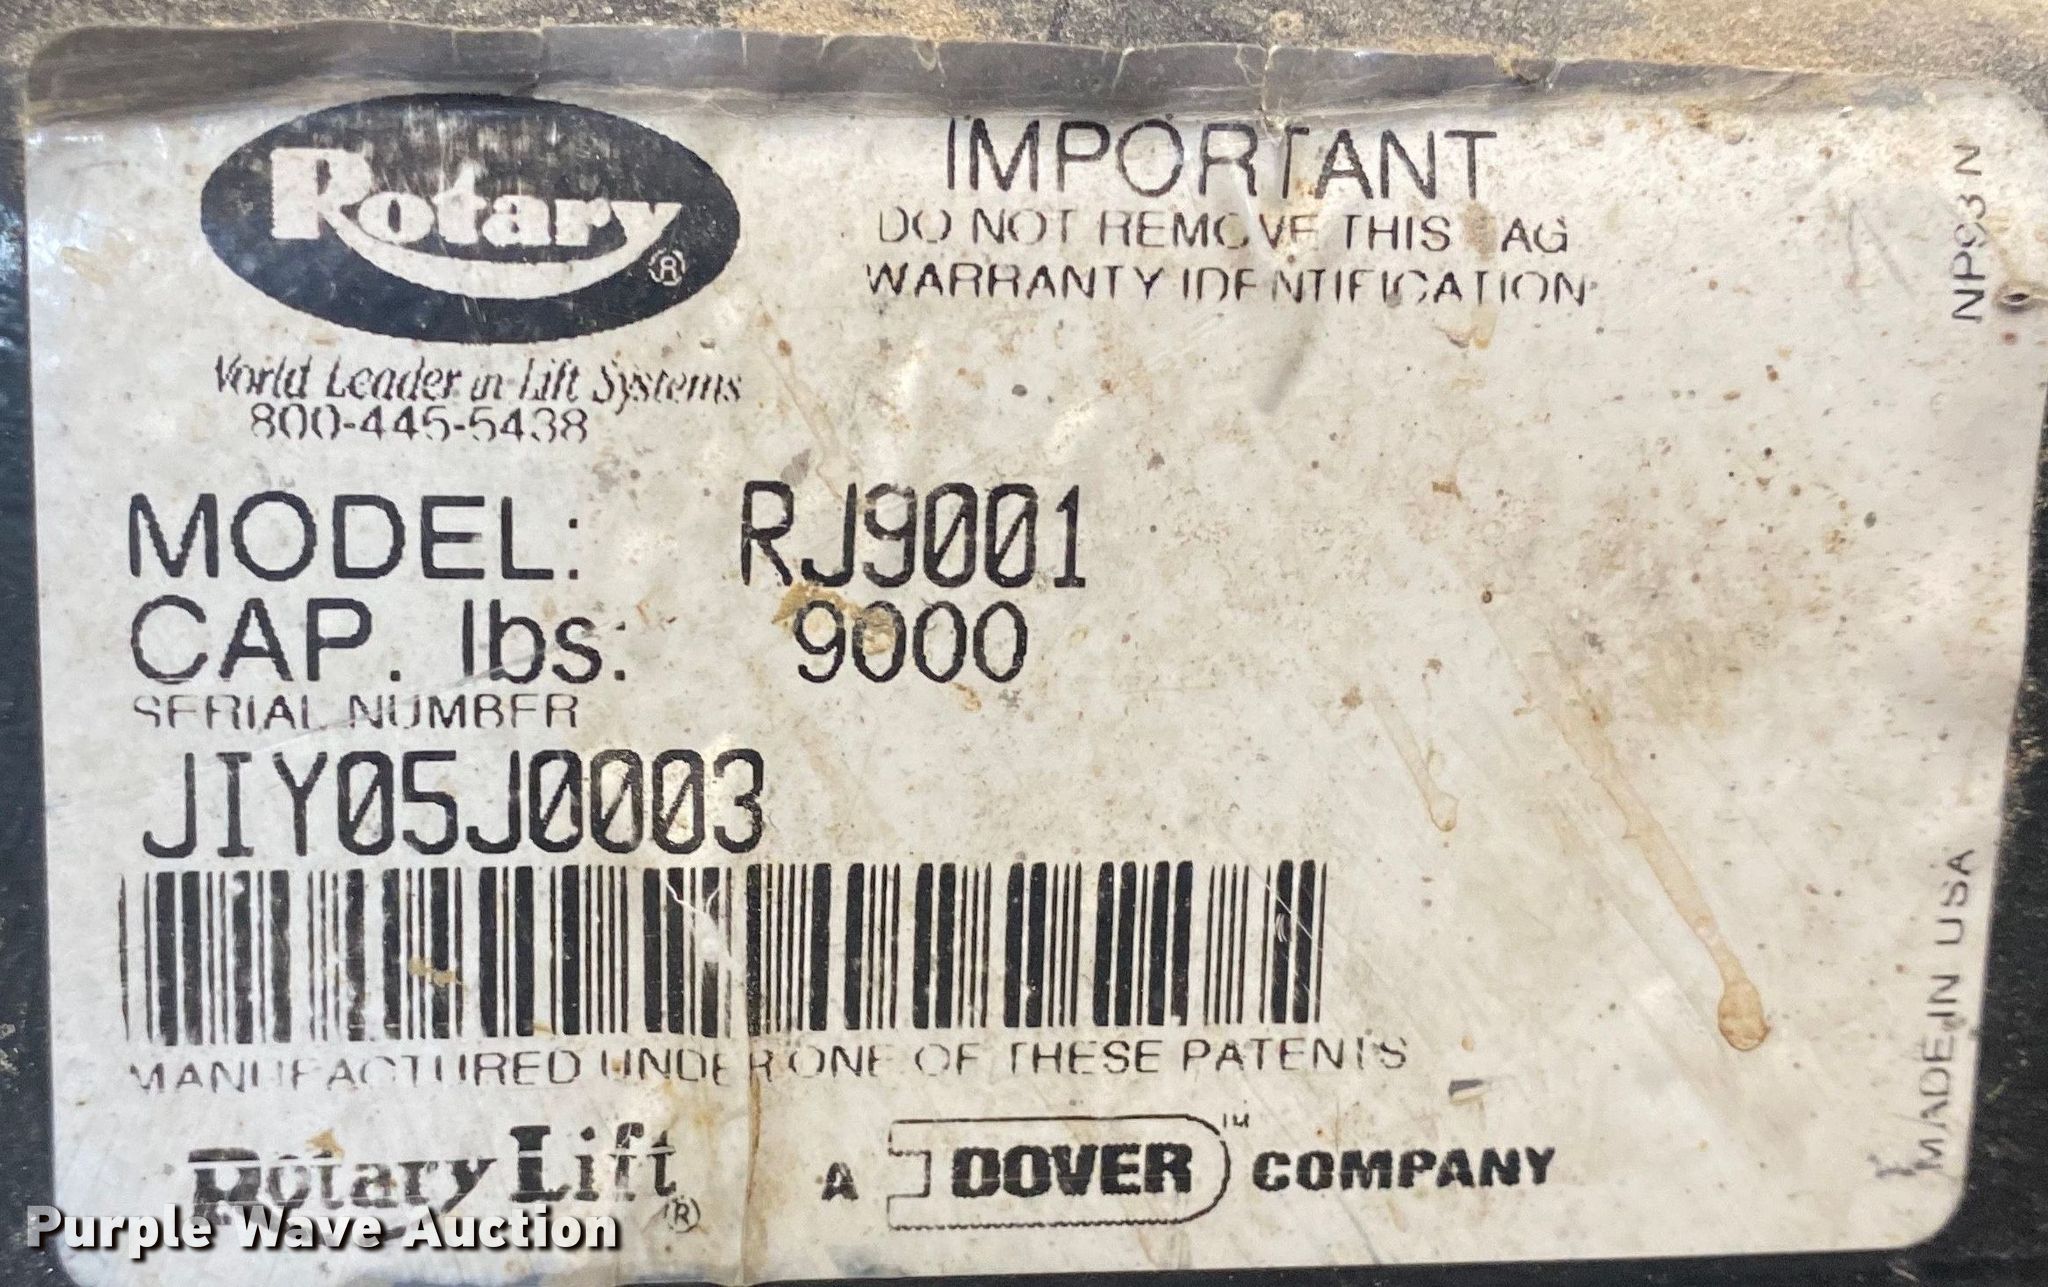 Rotary ®
World Leader in Lift Systems
800-445-5438
IMPORTANT
DO NOT REMOVE THIS TAG
WARRANTY IDENTIFICATION
NP93 N
MODEL: RJ9001
CAP. lbs: 9000
SERIAL NUMBER
JIY05J0003
MANUFACTURED UNDER ONE OF THESE PATENTS
Rotary Lift ®
A DOVER™ COMPANY
MADE IN USA
Purple Wave Auction